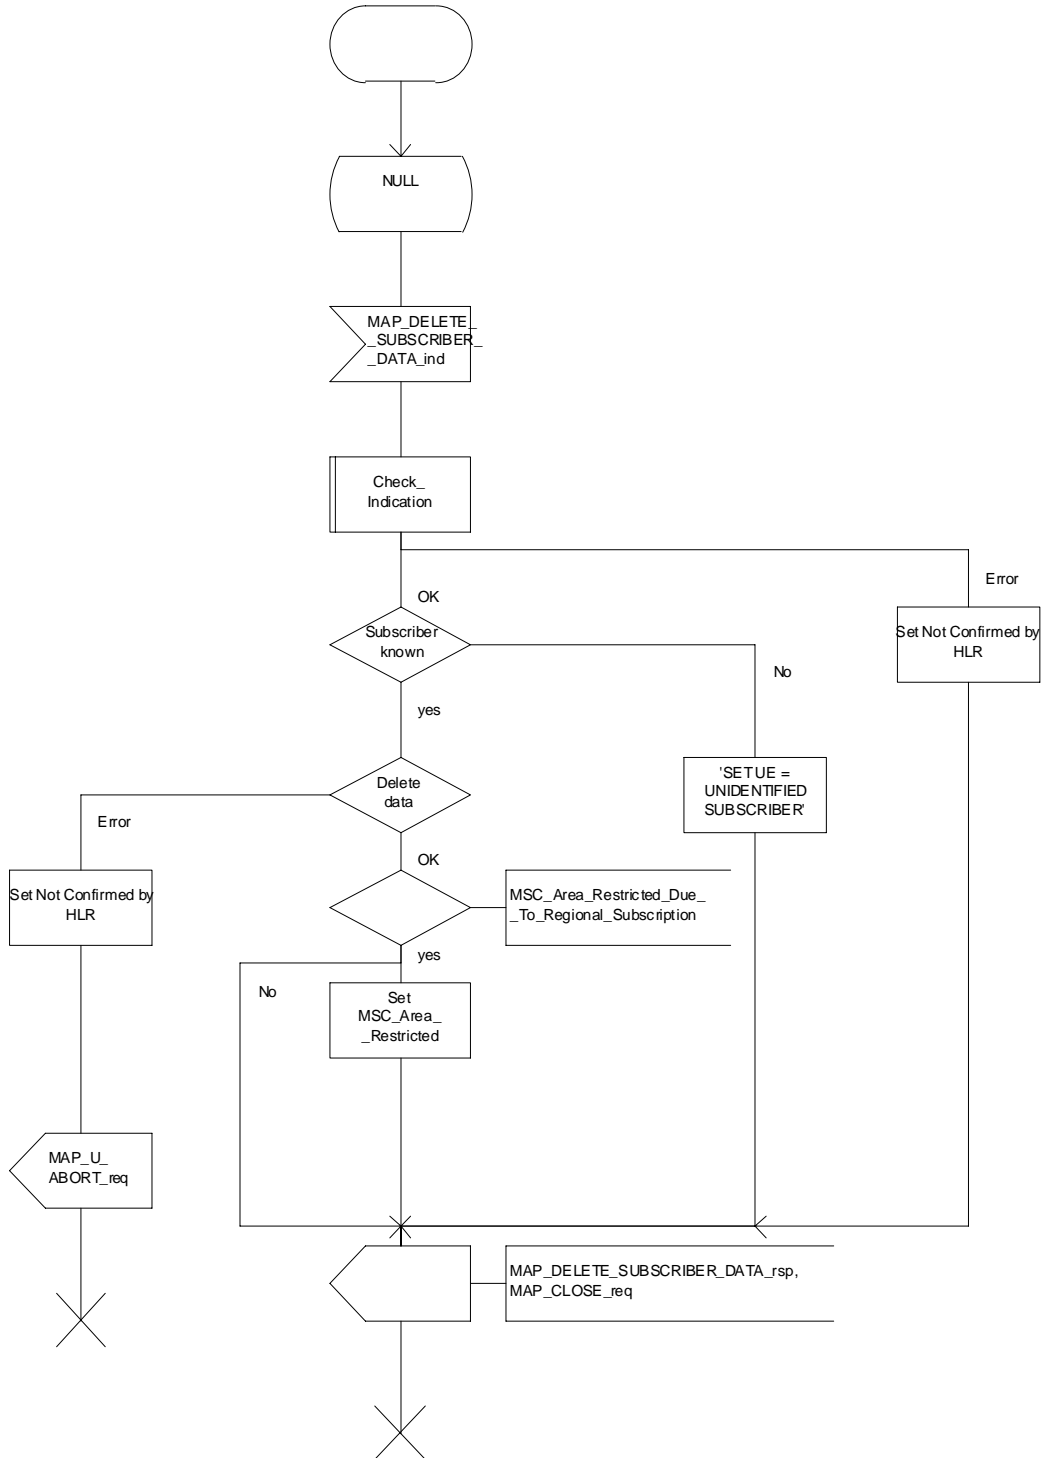 NULL
MAP_DELETE_
_SUBSCRIBER_
_DATA_ind
Check_
Indication
Error
OK
Set Not Confirmed by
HLR
Subscriber
known
No
yes
'SET UE =
UNIDENTIFIED
SUBSCRIBER'
Delete
data
Error
OK
Set Not Confirmed by
HLR
MSC_Area_Restricted_Due_
_To_Regional_Subscription
yes
No
Set
MSC_Area_
_Restricted
MAP_U_
ABORT_req
MAP_DELETE_SUBSCRIBER_DATA_rsp,
MAP_CLOSE_req